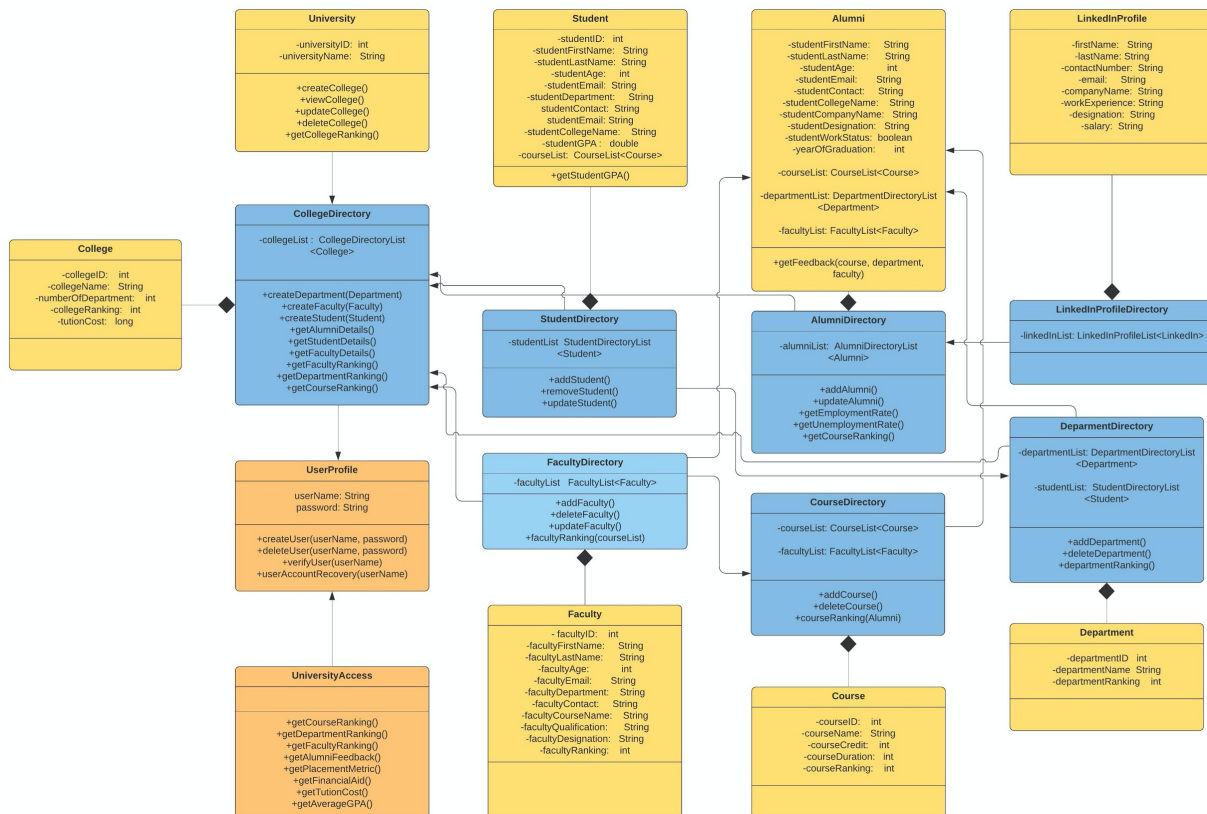 University
-universityID: int
-universityName: String
+createCollege()
+viewCollege()
+updateCollege()
+deleteCollege()
+getCollegeRanking()
Student
-studentID: int
-studentFirstName: String
-studentLastName: String
-studentAge: int
-studentEmail: String
-studentDepartment: String
studentContact: String
studentEmail: String
-studentCollegeName: String
-studentGPA : double
-courseList: CourseList<Course>
+getStudentGPA()
Alumni
-studentFirstName: String
-studentLastName: String
-studentAge: int
-studentEmail: String
-studentContact: String
-studentCollegeName: String
-studentCompanyName: String
-studentDesignation: String
-studentWorkStatus: boolean
-yearOfGraduation: int
-courseList: CourseList<Course>
-departmentList: DepartmentDirectoryList
<Department>
-facultyList: FacultyList<Faculty>
+getFeedback(course, department,
faculty)
LinkedInProfile
-firstName: String
-lastName: String
-contactNumber: String
-email: String
-companyName: String
-workExperience: String
-designation: String
-salary: String
College
-collegeID: int
-collegeName: String
-numberOfDepartment: int
-collegeRanking: int
-tutionCost: long
CollegeDirectory
-collegeList : CollegeDirectoryList
<College>
+createDepartment(Department)
+createFaculty(Faculty)
+createStudent(Student)
+getAlumniDetails()
+getStudentDetails()
+getFacultyDetails()
+getFacultyRanking()
+getDepartmentRanking()
+getCourseRanking()
StudentDirectory
-studentList StudentDirectoryList
<Student>
+addStudent()
+removeStudent()
+updateStudent()
AlumniDirectory
-alumniList: AlumniDirectoryList
<Alumni>
+addAlumni()
+updateAlumni()
+getEmploymentRate()
+getUnemploymentRate()
+getCourseRanking()
LinkedInProfileDirectory
-linkedInList: LinkedInProfileList<LinkedIn>
UserProfile
userName: String
password: String
+createUser(userName, password)
+deleteUser(userName, password)
+verifyUser(userName)
+userAccountRecovery(userName)
FacultyDirectory
-facultyList FacultyList<Faculty>
+addFaculty()
+deleteFaculty()
+updateFaculty()
+facultyRanking(courseList)
CourseDirectory
-courseList: CourseList<Course>
-facultyList: FacultyList<Faculty>
+addCourse()
+deleteCourse()
+courseRanking(Alumni)
DeparmentDirectory
-departmentList: DepartmentDirectoryList
<Department>
-studentList: StudentDirectoryList
<Student>
+addDepartment()
+deleteDepartment()
+departmentRanking()
UniversityAccess
+getCourseRanking()
+getDepartmentRanking()
+getFacultyRanking()
+getAlumniFeedback()
+getPlacementMetric()
+getFinancialAid()
+getTutionCost()
+getAverageGPA()
Faculty
- facultyID: int
-facultyFirstName: String
-facultyLastName: String
-facultyAge: int
-facultyEmail: String
-facultyDepartment: String
-facultyContact: String
-facultyCourseName: String
-facultyQualification: String
-facultyDesignation: String
-facultyRanking: int
Course
-courseID: int
-courseName: String
-courseCredit: int
-courseDuration: int
-courseRanking: int
Department
-departmentID int
-departmentName String
-departmentRanking int